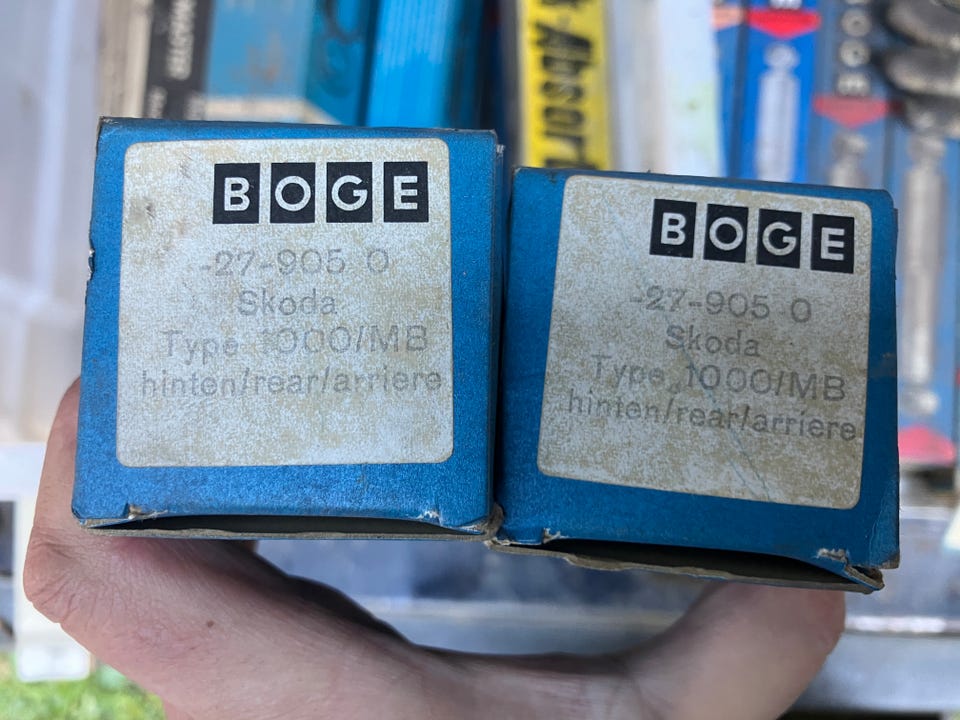 BOGE
-27-905 0
Skoda
Type 1000/MB
hinten/rear/arriere
BOGE
-27-905 0
Skoda
Type 1000/MB
hinten/rear/arriere
BOGE